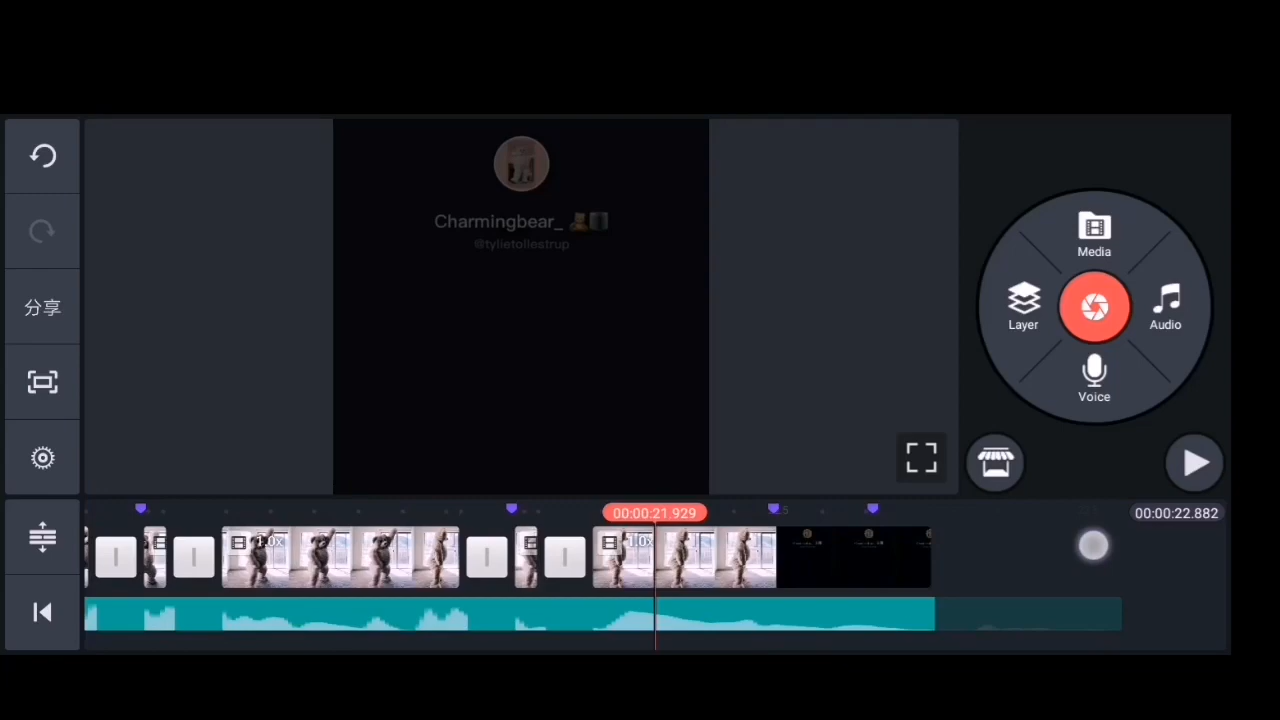 Charmingbear_
@tylietollestrup
分享
Media
Layer
Audio
Voice
00:00:21.929
00:00:22.882
1.0x
1.0x